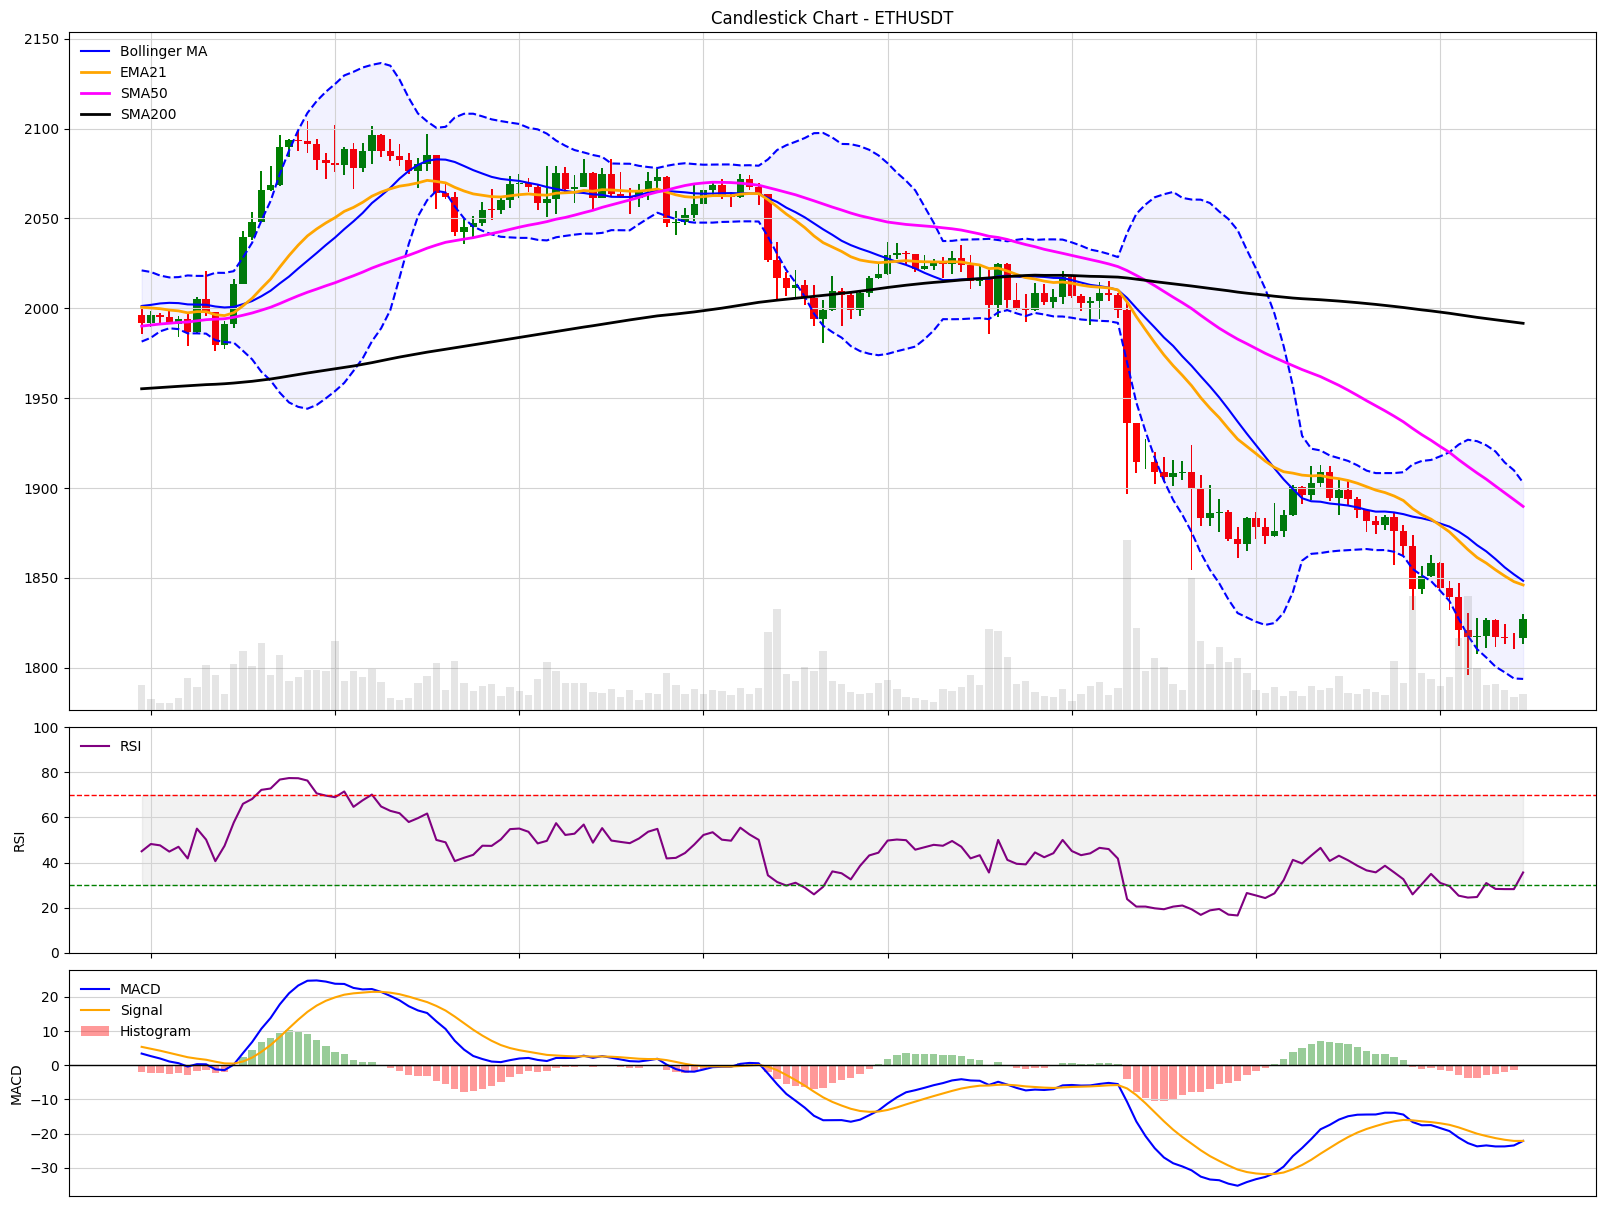 Candlestick Chart - ETHUSDT
2150
2100
2050
2000
1950
1900
1850
1800
Bollinger MA
EMA21
SMA50
SMA200
100
80
60
40
20
0
RSI
RSI
20
10
0
−10
−20
−30
MACD
MACD
Signal
Histogram